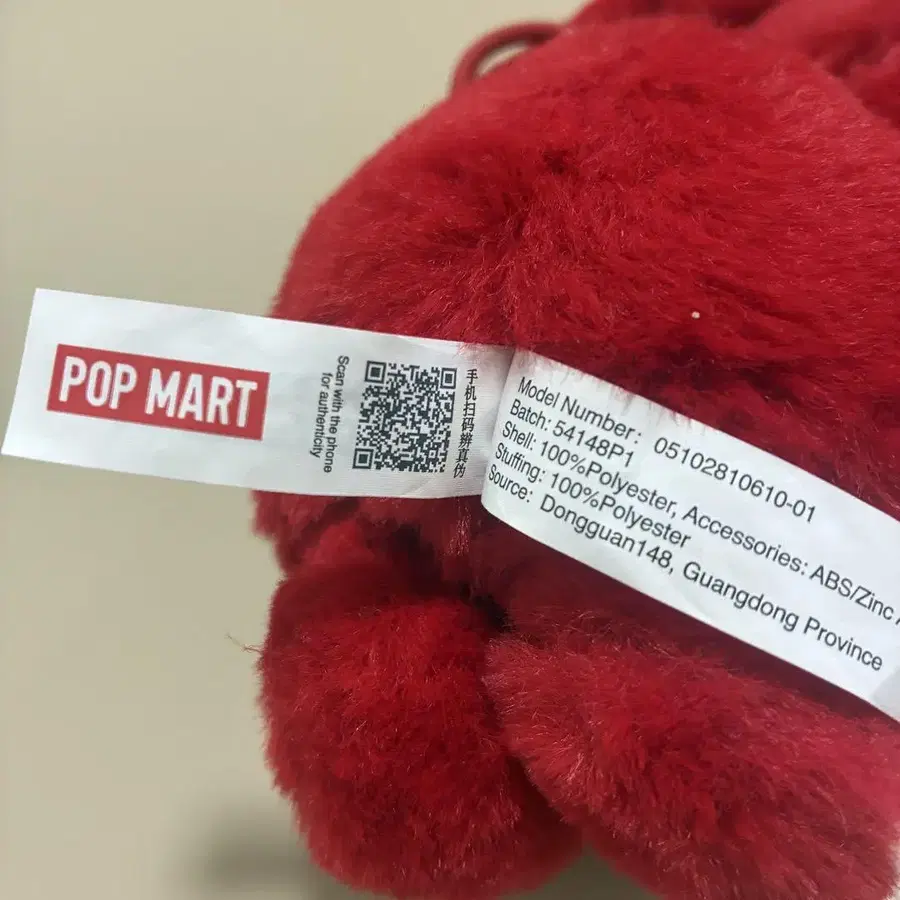 POP MART
Scan with the phone
for authenticity
手机扫码辨真伪
Model Number: 05102810610-01
Batch: 54148P1
Shell: 100%Polyester, Accessories: ABS/Zinc
Stuffing: 100%Polyester
Source: Dongguan148, Guangdong Province